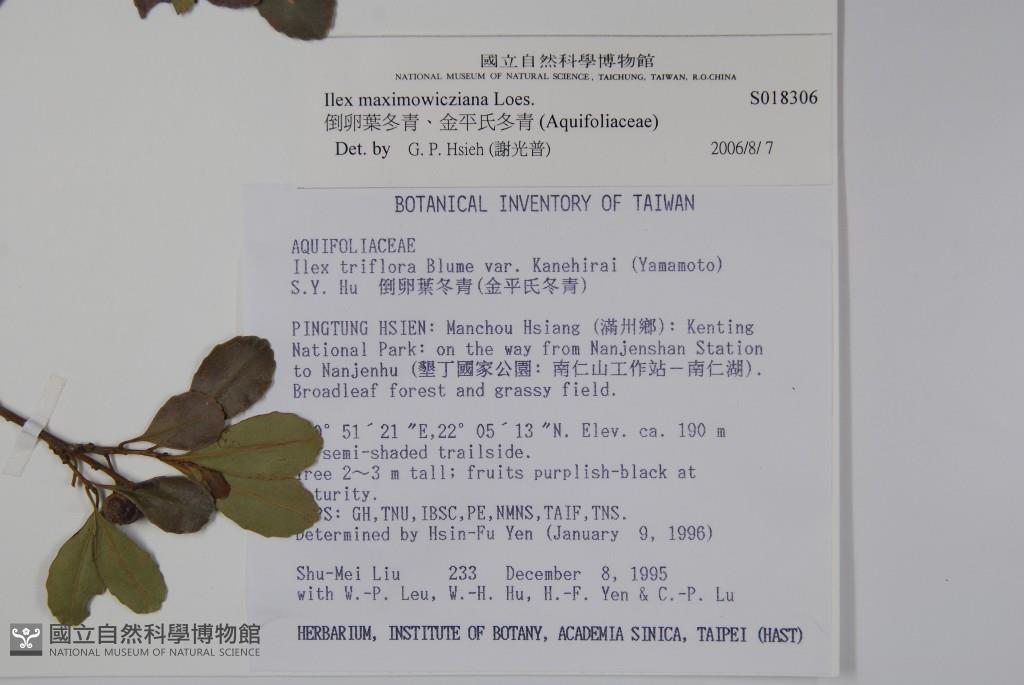 國立自然科學博物館
NATIONAL MUSEUM OF NATURAL SCIENCE, TAICHUNG, TAIWAN, R.O.CHINA
Ilex maximowicziana Loes. S018306
倒卵葉冬青、金平氏冬青 (Aquifoliaceae)
Det. by G. P. Hsieh (謝光普) 2006/8/ 7
BOTANICAL INVENTORY OF TAIWAN
AQUIFOLIACEAE
Ilex triflora Blume var. Kanehirai (Yamamoto)
S.Y. Hu 倒卵葉冬青(金平氏冬青)
PINGTUNG HSIEN: Manchou Hsiang (滿州鄉): Kenting
National Park: on the way from Nanjenshan Station
to Nanjenhu (墾丁國家公園: 南仁山工作站－南仁湖).
Broadleaf forest and grassy field.
0° 51´21 ″E,22° 05´13 ″N. Elev. ca. 190 m
semi-shaded trailside.
ree 2～3 m tall; fruits purplish-black at
turity.
PS: GH,TNU,IBSC,PE,NMNS,TAIF,TNS.
Determined by Hsin-Fu Yen (January 9, 1996)
Shu-Mei Liu 233 December 8, 1995
with W.-P. Leu, W.-H. Hu, H.-F. Yen & C.-P. Lu
HERBARIUM, INSTITUTE OF BOTANY, ACADEMIA SINICA, TAIPEI (HAST)
國立自然科學博物館
NATIONAL MUSEUM OF NATURAL SCIENCE